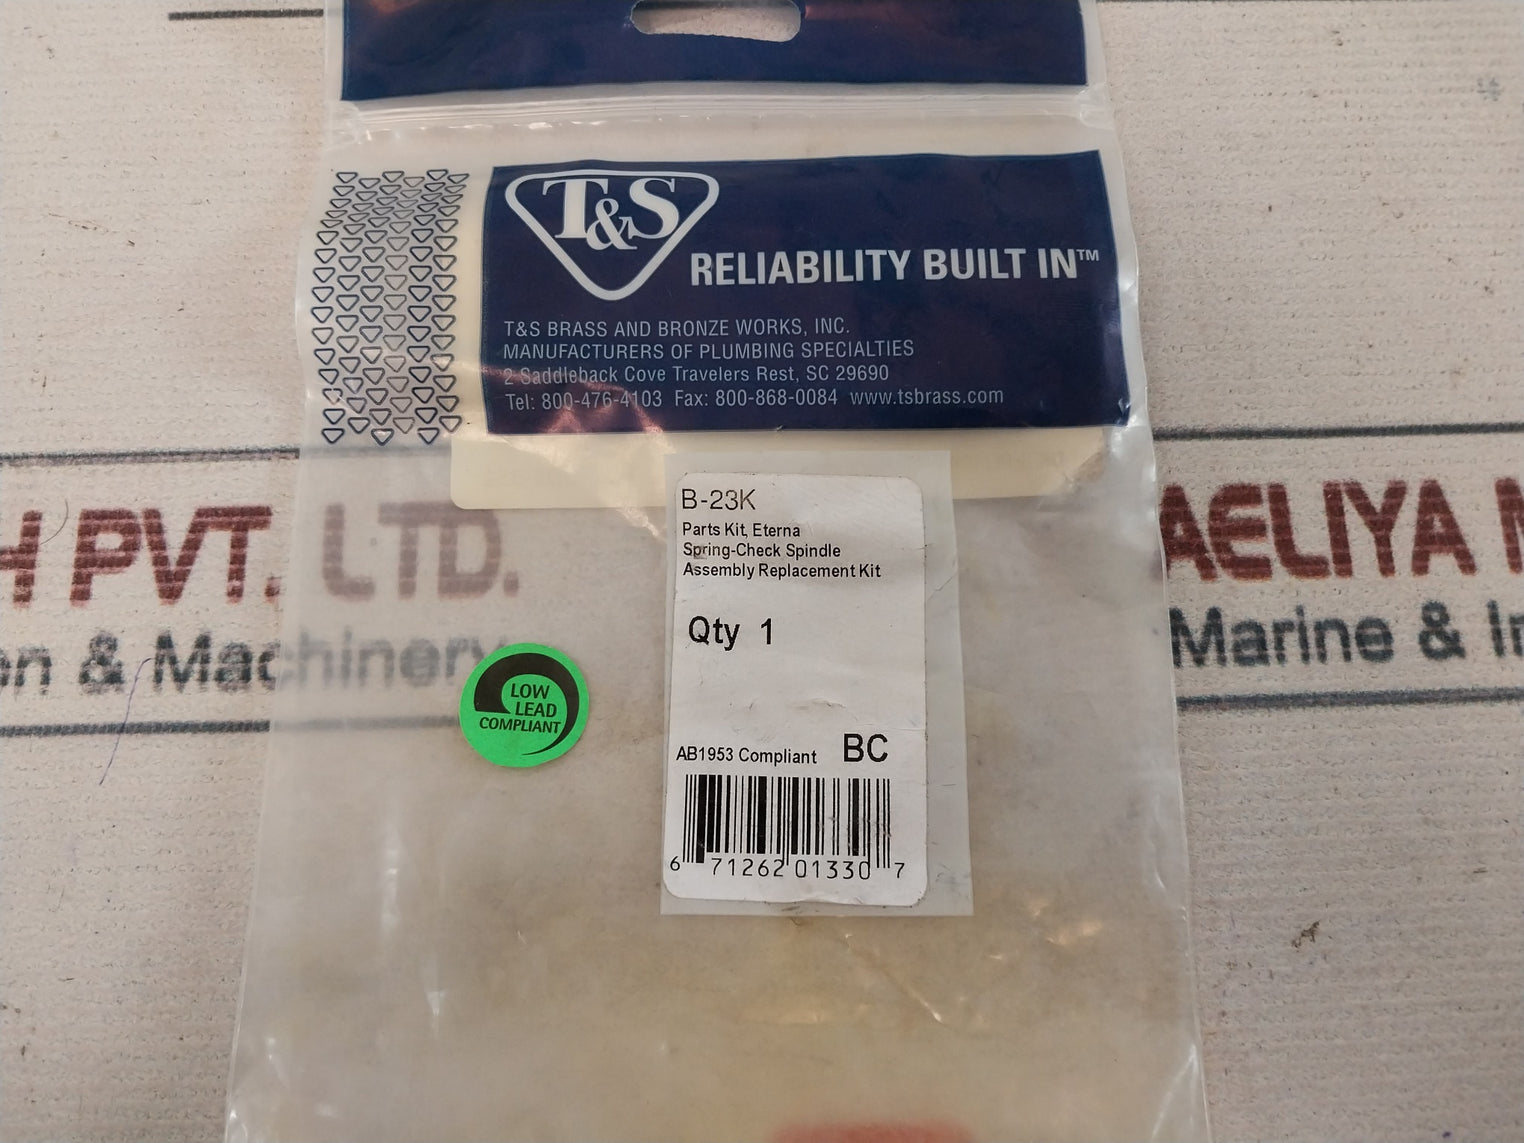 T&S
RELIABILITY BUILT IN™
T&S BRASS AND BRONZE WORKS, INC.
MANUFACTURERS OF PLUMBING SPECIALTIES
2 Saddleback Cove Travelers Rest, SC 29690
Tel: 800-476-4103 Fax: 800-868-0084 www.tsbrass.com
B-23K
Parts Kit, Eterna
Spring-Check Spindle
Assembly Replacement Kit
Qty 1
AB1953 Compliant BC
6 71262 01330 7
LOW
LEAD
COMPLIANT
H PVT. LTD.
on & Machinery
AELIYA M
Marine & In